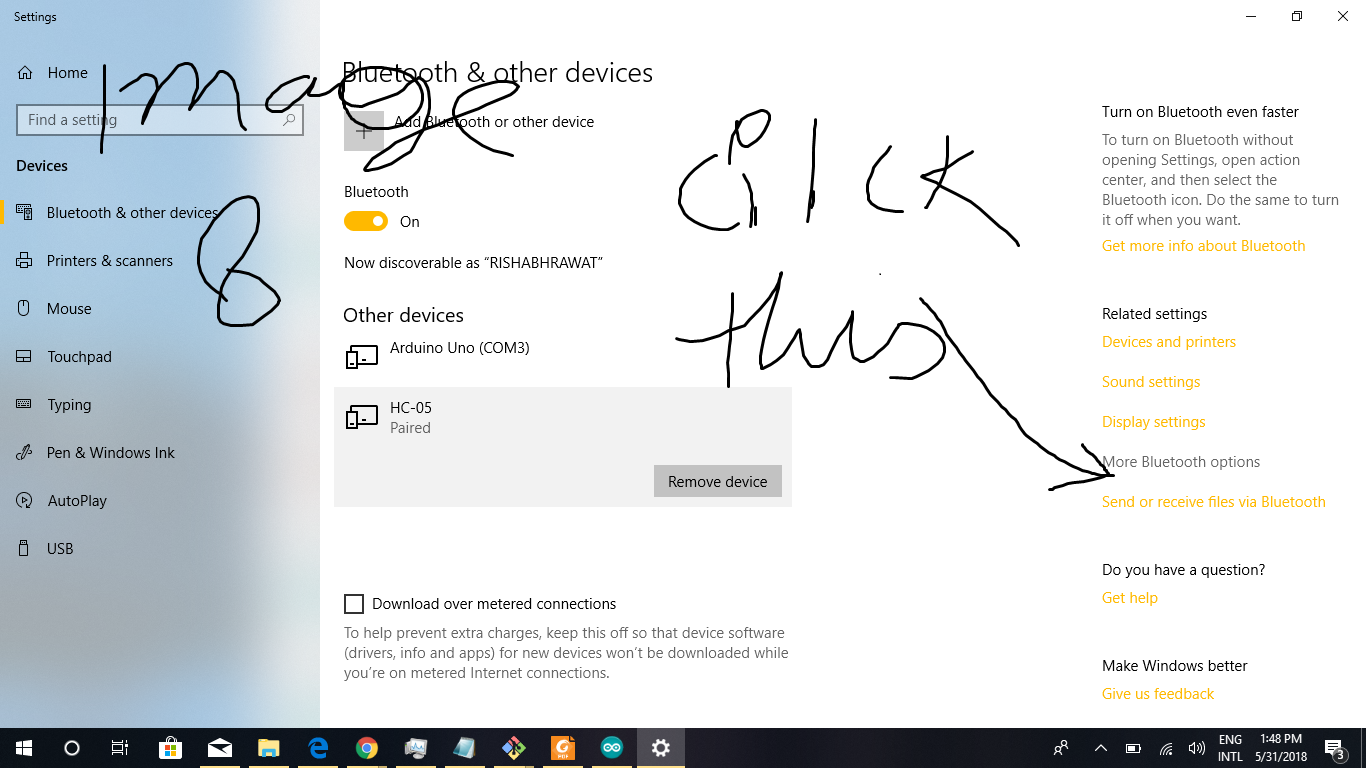 Settings
Home
Image
Find a setting
Devices
Bluetooth & other devices
8
Printers & scanners
Mouse
Touchpad
Typing
Pen & Windows Ink
AutoPlay
USB
Bluetooth & other devices
Add Bluetooth or other device
Bluetooth
On
Now discoverable as “RISHABHRAWAT”
Other devices
Arduino Uno (COM3)
HC-05
Paired
Remove device
Download over metered connections
To help prevent extra charges, keep this off so that device software
(drivers, info and apps) for new devices won’t be downloaded while
you’re on metered Internet connections.
click
this
Turn on Bluetooth even faster
To turn on Bluetooth without
opening Settings, open action
center, and then select the
Bluetooth icon. Do the same to turn
it off when you want.
Get more info about Bluetooth
Related settings
Devices and printers
Sound settings
Display settings
More Bluetooth options
Send or receive files via Bluetooth
Do you have a question?
Get help
Make Windows better
Give us feedback
PDF
ENG
INTL
1:48 PM
5/31/2018
3